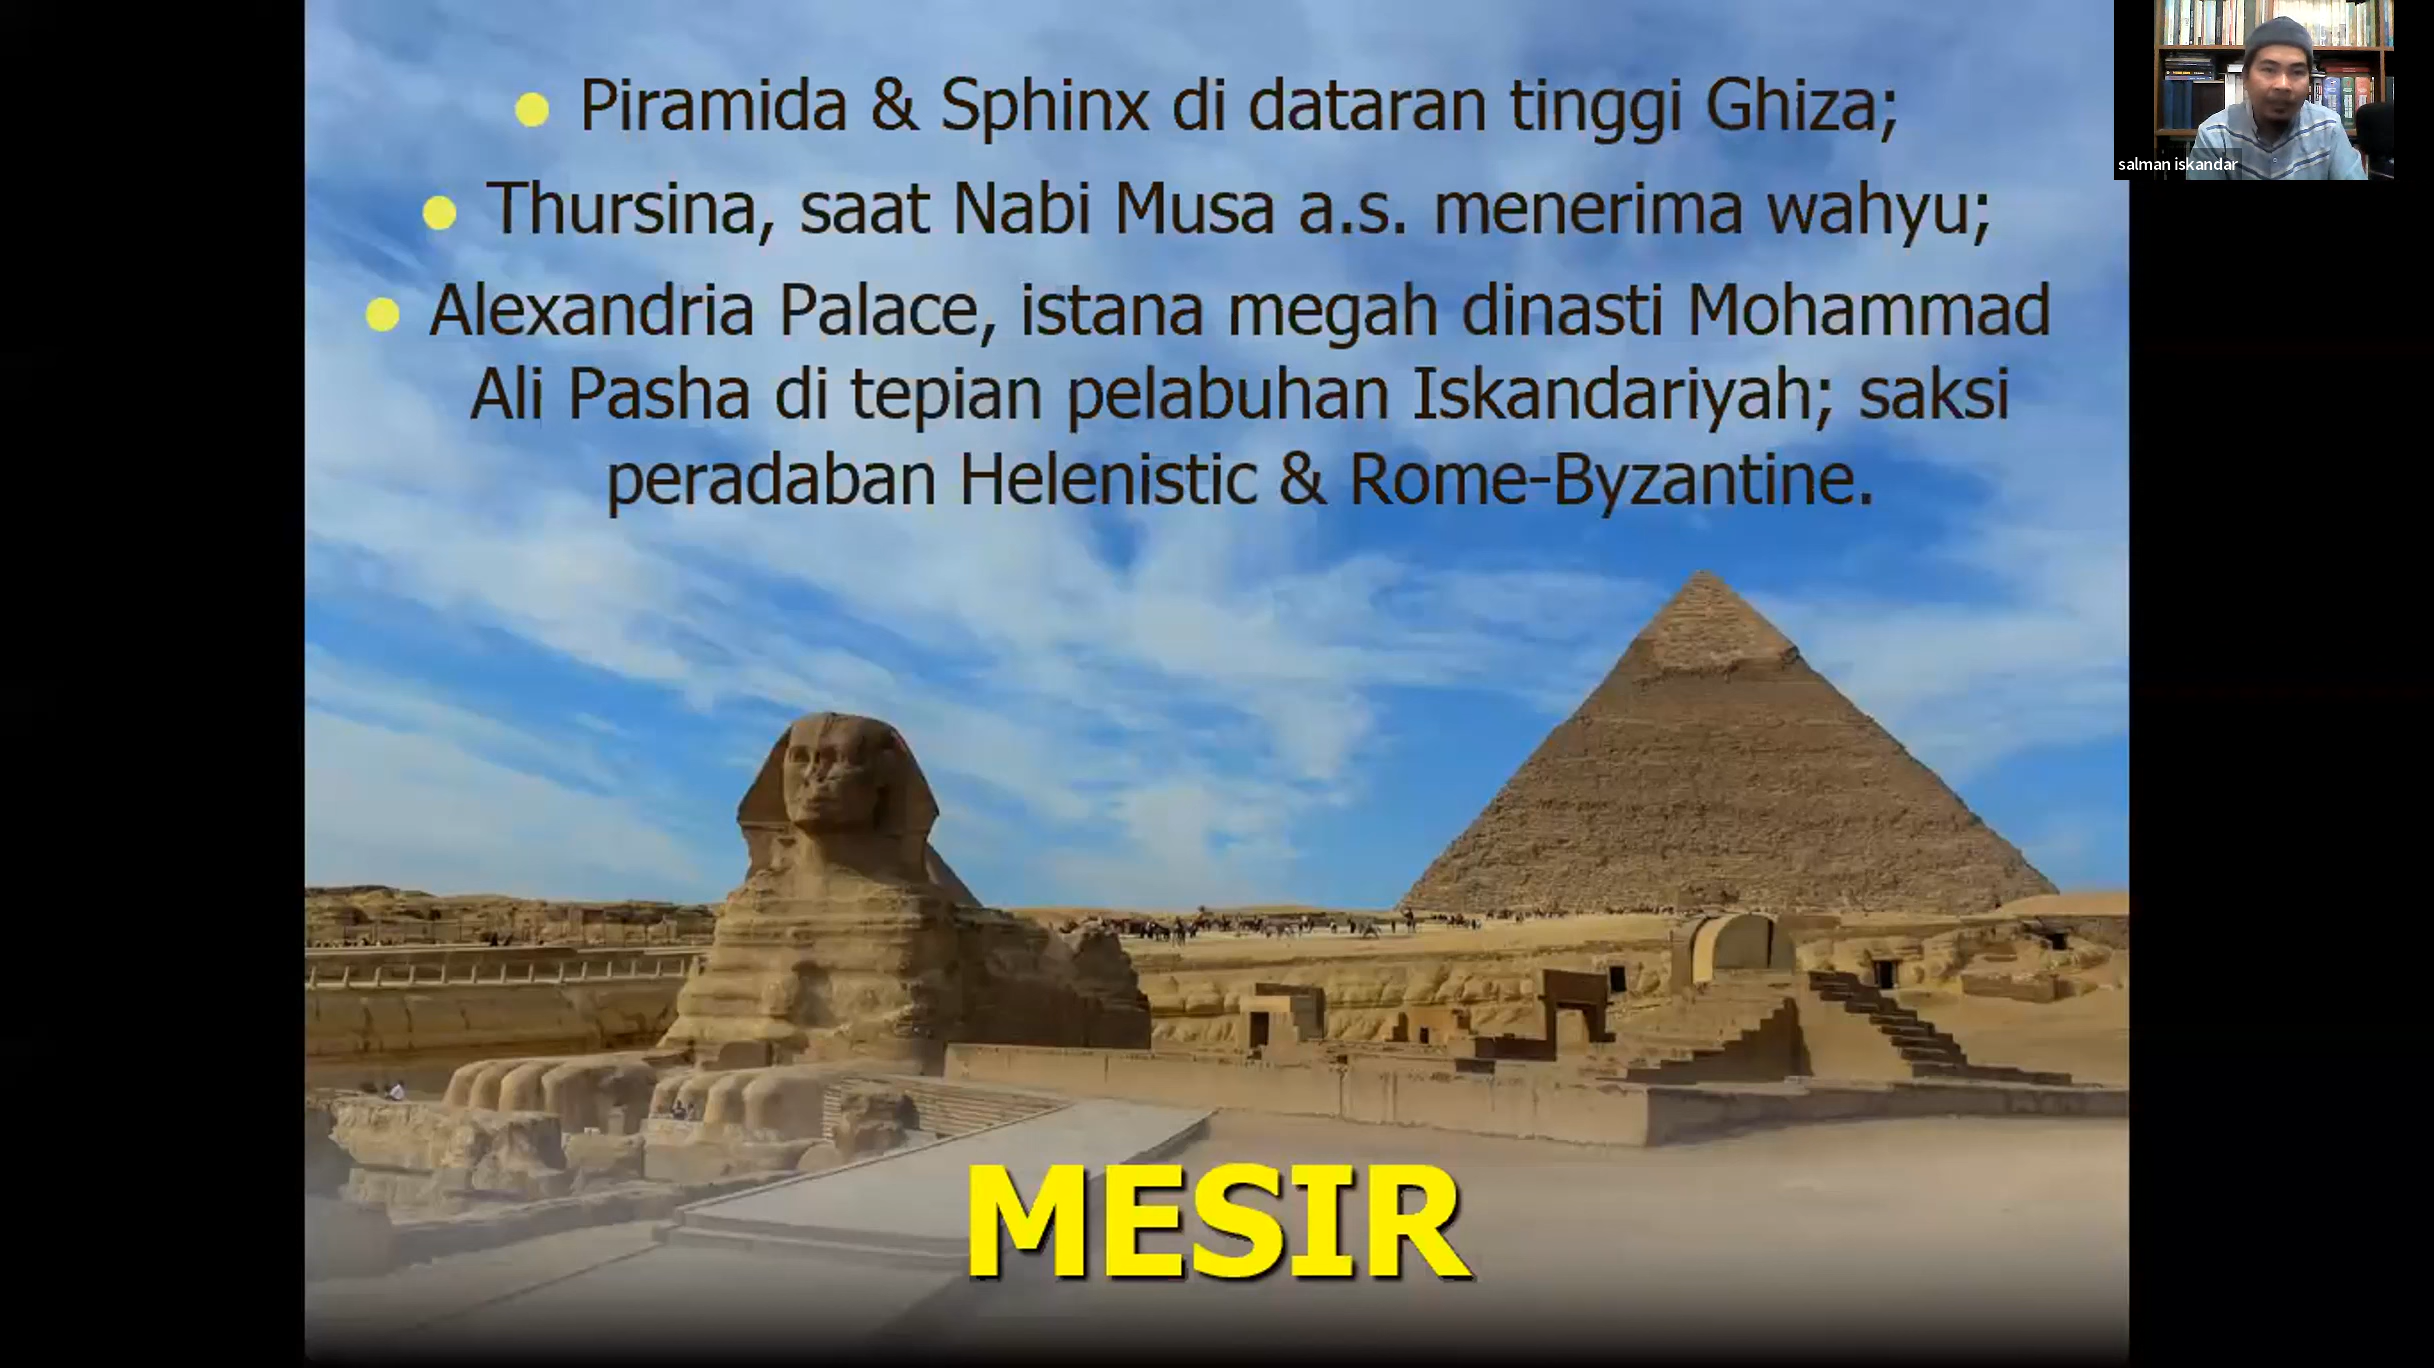 • Piramida & Sphinx di dataran tinggi Ghiza;
• Thursina, saat Nabi Musa a.s. menerima wahyu;
• Alexandria Palace, istana megah dinasti Mohammad
Ali Pasha di tepian pelabuhan Iskandariyah; saksi
peradaban Helenistic & Rome-Byzantine.
MESIR
salman iskandar